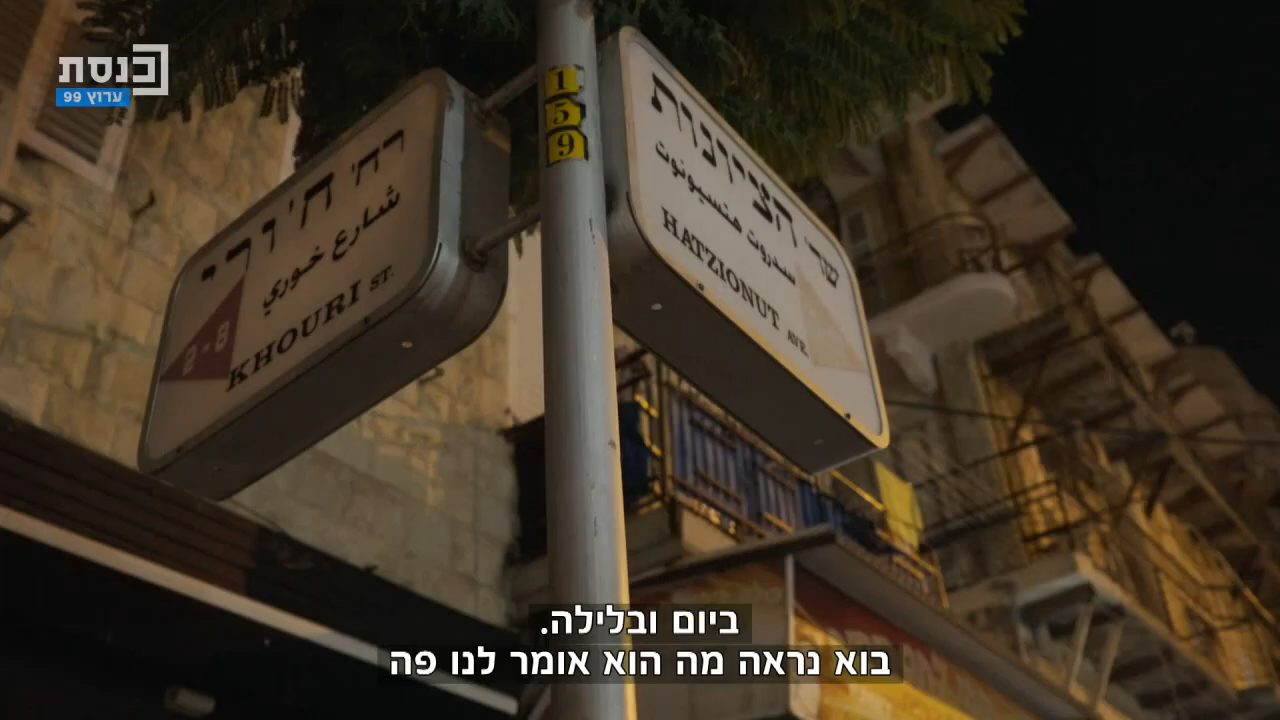 כנסת
ערוץ 99
1
5
9
רח׳ ח׳ורי
شارع خوري
KHOURI ST.
2-8
שד׳ הציונות
سدروت هتسيونوت
HATZIONUT AVE.
ביום ובלילה.
בוא נראה מה הוא אומר לנו פה